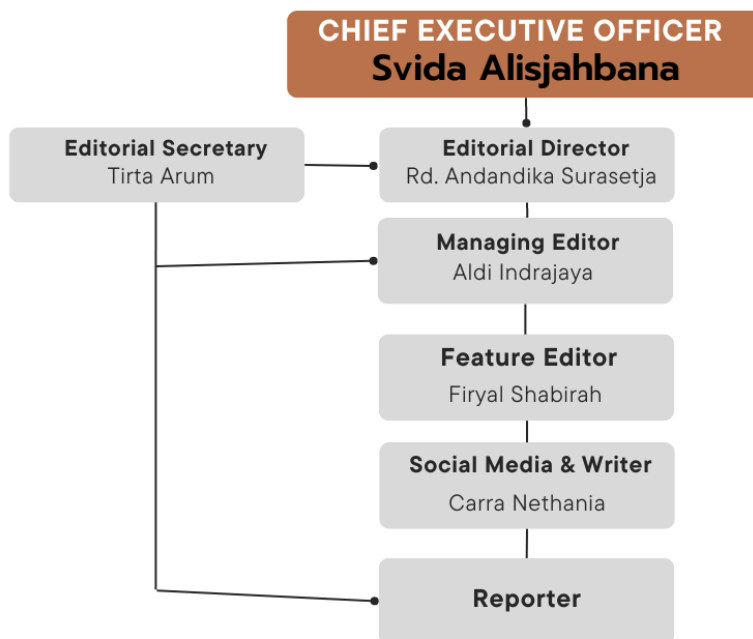 CHIEF EXECUTIVE OFFICER
Svida Alisjahbana
Editorial Secretary
Tirta Arum
Editorial Director
Rd. Andandika Surasetja
Managing Editor
Aldi Indrajaya
Feature Editor
Firyal Shabirah
Social Media & Writer
Carra Nethania
Reporter